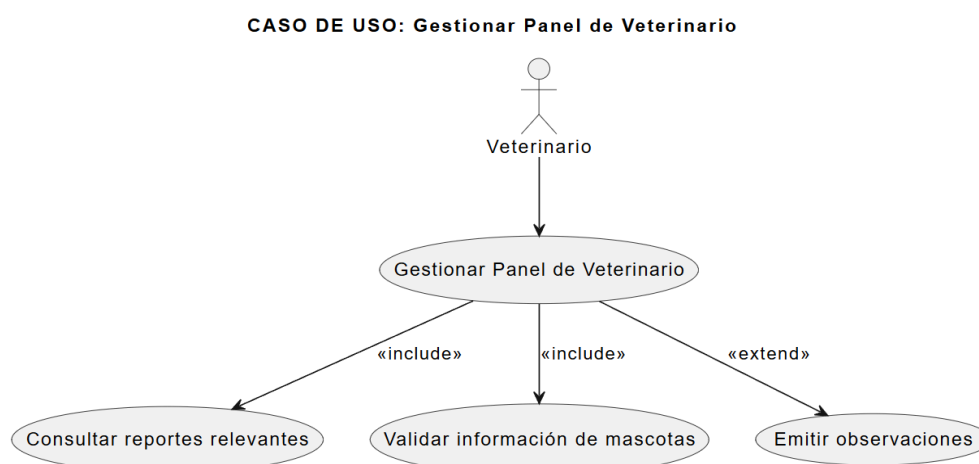 CASO DE USO: Gestionar Panel de Veterinario
Veterinario
Gestionar Panel de Veterinario
«include»
«include»
«extend»
Consultar reportes relevantes
Validar información de mascotas
Emitir observaciones